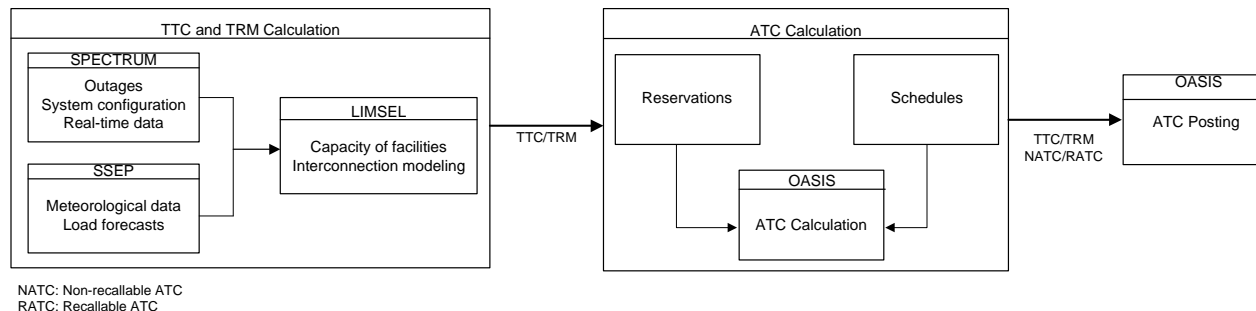 TTC and TRM Calculation
SPECTRUM
Outages
System configuration
Real-time data
SSEP
Meteorological data
Load forecasts
LIMSEL
Capacity of facilities
Interconnection modeling
TTC/TRM
ATC Calculation
Reservations
Schedules
OASIS
ATC Calculation
TTC/TRM
NATC/RATC
OASIS
ATC Posting
NATC: Non-recallable ATC
RATC: Recallable ATC